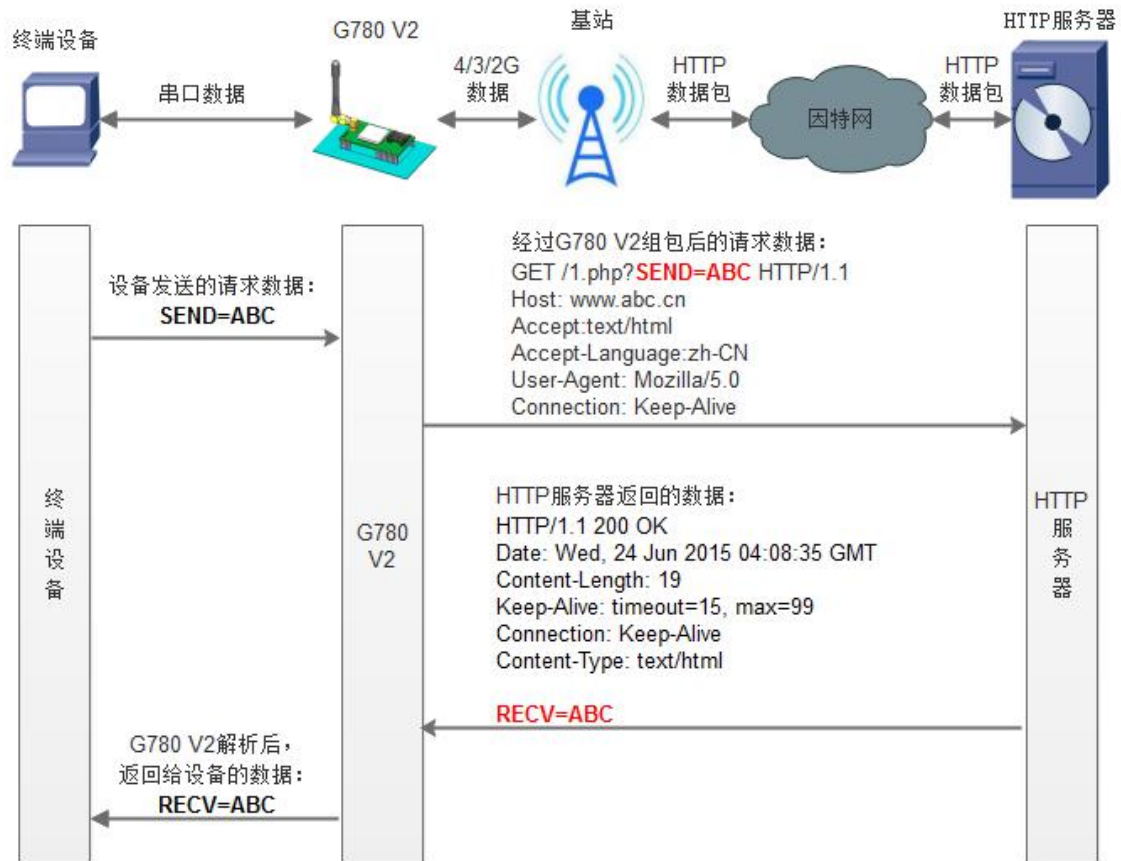 终端设备
G780 V2
基站
HTTP服务器
串口数据
4/3/2G
数据
HTTP
数据包
因特网
HTTP
数据包
设备发送的请求数据：
SEND=ABC
经过G780 V2组包后的请求数据：
GET /1.php?SEND=ABC HTTP/1.1
Host: www.abc.cn
Accept:text/html
Accept-Language:zh-CN
User-Agent: Mozilla/5.0
Connection: Keep-Alive
终
端
设
备
G780
V2
HTTP
服
务
器
HTTP服务器返回的数据：
HTTP/1.1 200 OK
Date: Wed, 24 Jun 2015 04:08:35 GMT
Content-Length: 19
Keep-Alive: timeout=15, max=99
Connection: Keep-Alive
Content-Type: text/html
RECV=ABC
G780 V2解析后，
返回给设备的数据：
RECV=ABC